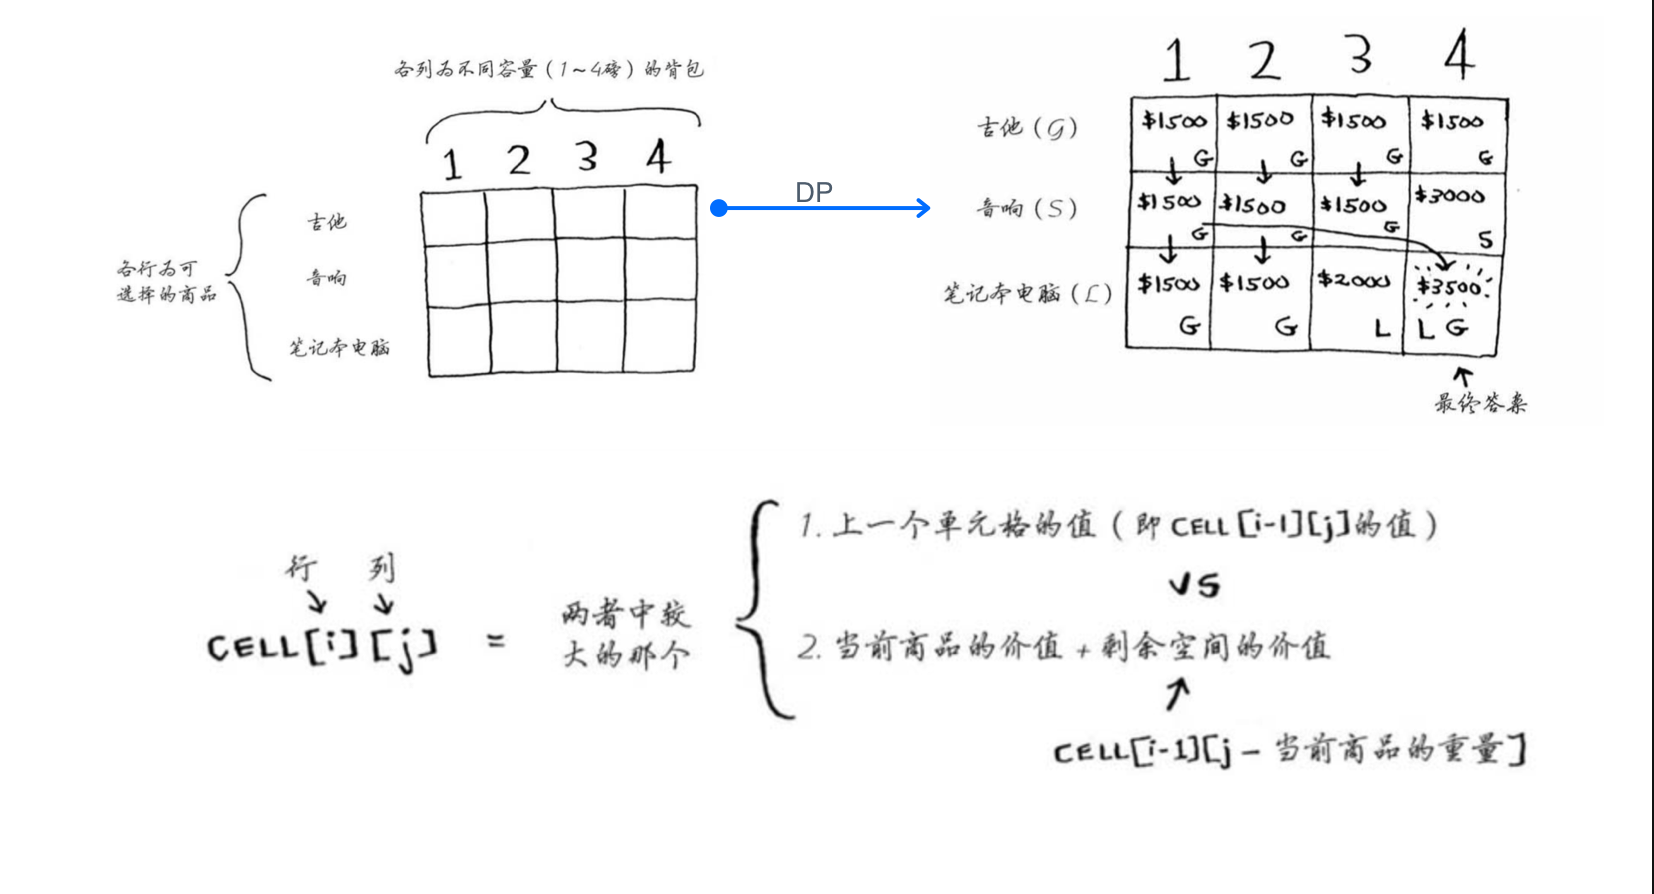 各列为不同容量(1～4磅)的背包
1 2 3 4
吉他
音响
笔记本电脑
各行为可
选择的商品
DP
1 2 3 4
吉他(G) $1500 G $1500 G $1500 G $1500 G
音响(S) $1500 G $1500 G $1500 G $3000 S
笔记本电脑(L) $1500 G $1500 G $2000 L $3500 L G
最终答案
行 列
CELL[i][j] =
两者中较
大的那个
1. 上一个单元格的值(即CELL[i-1][j]的值)
VS
2. 当前商品的价值+剩余空间的价值
CELL[i-1][j-当前商品的重量]